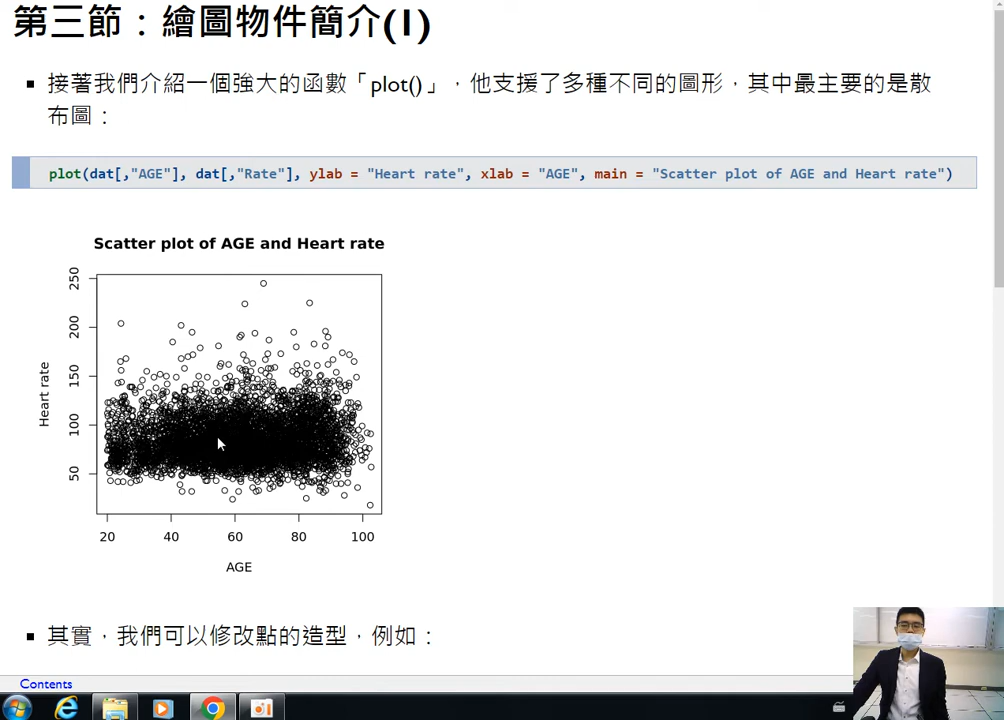 第三節：繪圖物件簡介(I)
▪ 接著我們介紹一個強大的函數「plot()」，他支援了多種不同的圖形，其中最主要的是散
布圖：
plot(dat[,"AGE"], dat[,"Rate"], ylab = "Heart rate", xlab = "AGE", main = "Scatter plot of AGE and Heart rate")
Scatter plot of AGE and Heart rate
250
200
150
100
50
Heart rate
20 40 60 80 100
AGE
▪ 其實，我們可以修改點的造型，例如：
Contents